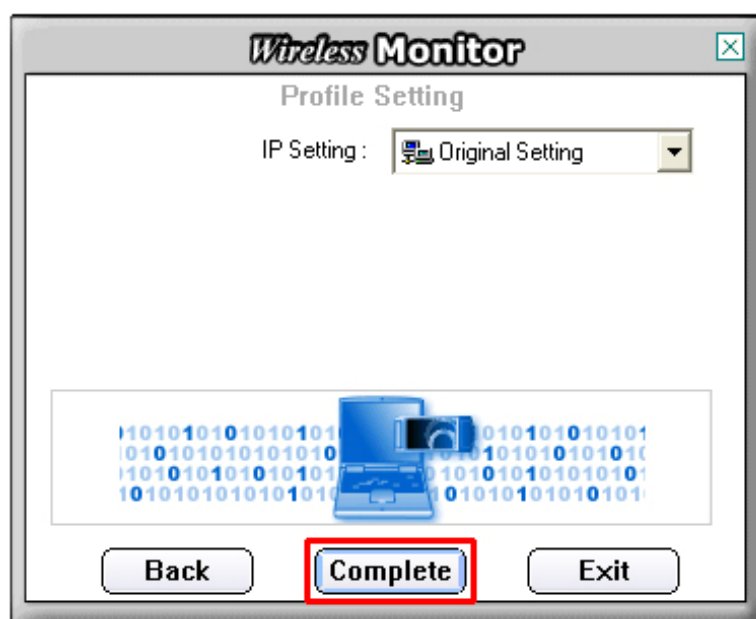 Wireless Monitor
Profile Setting
IP Setting : Original Setting
Back Complete Exit